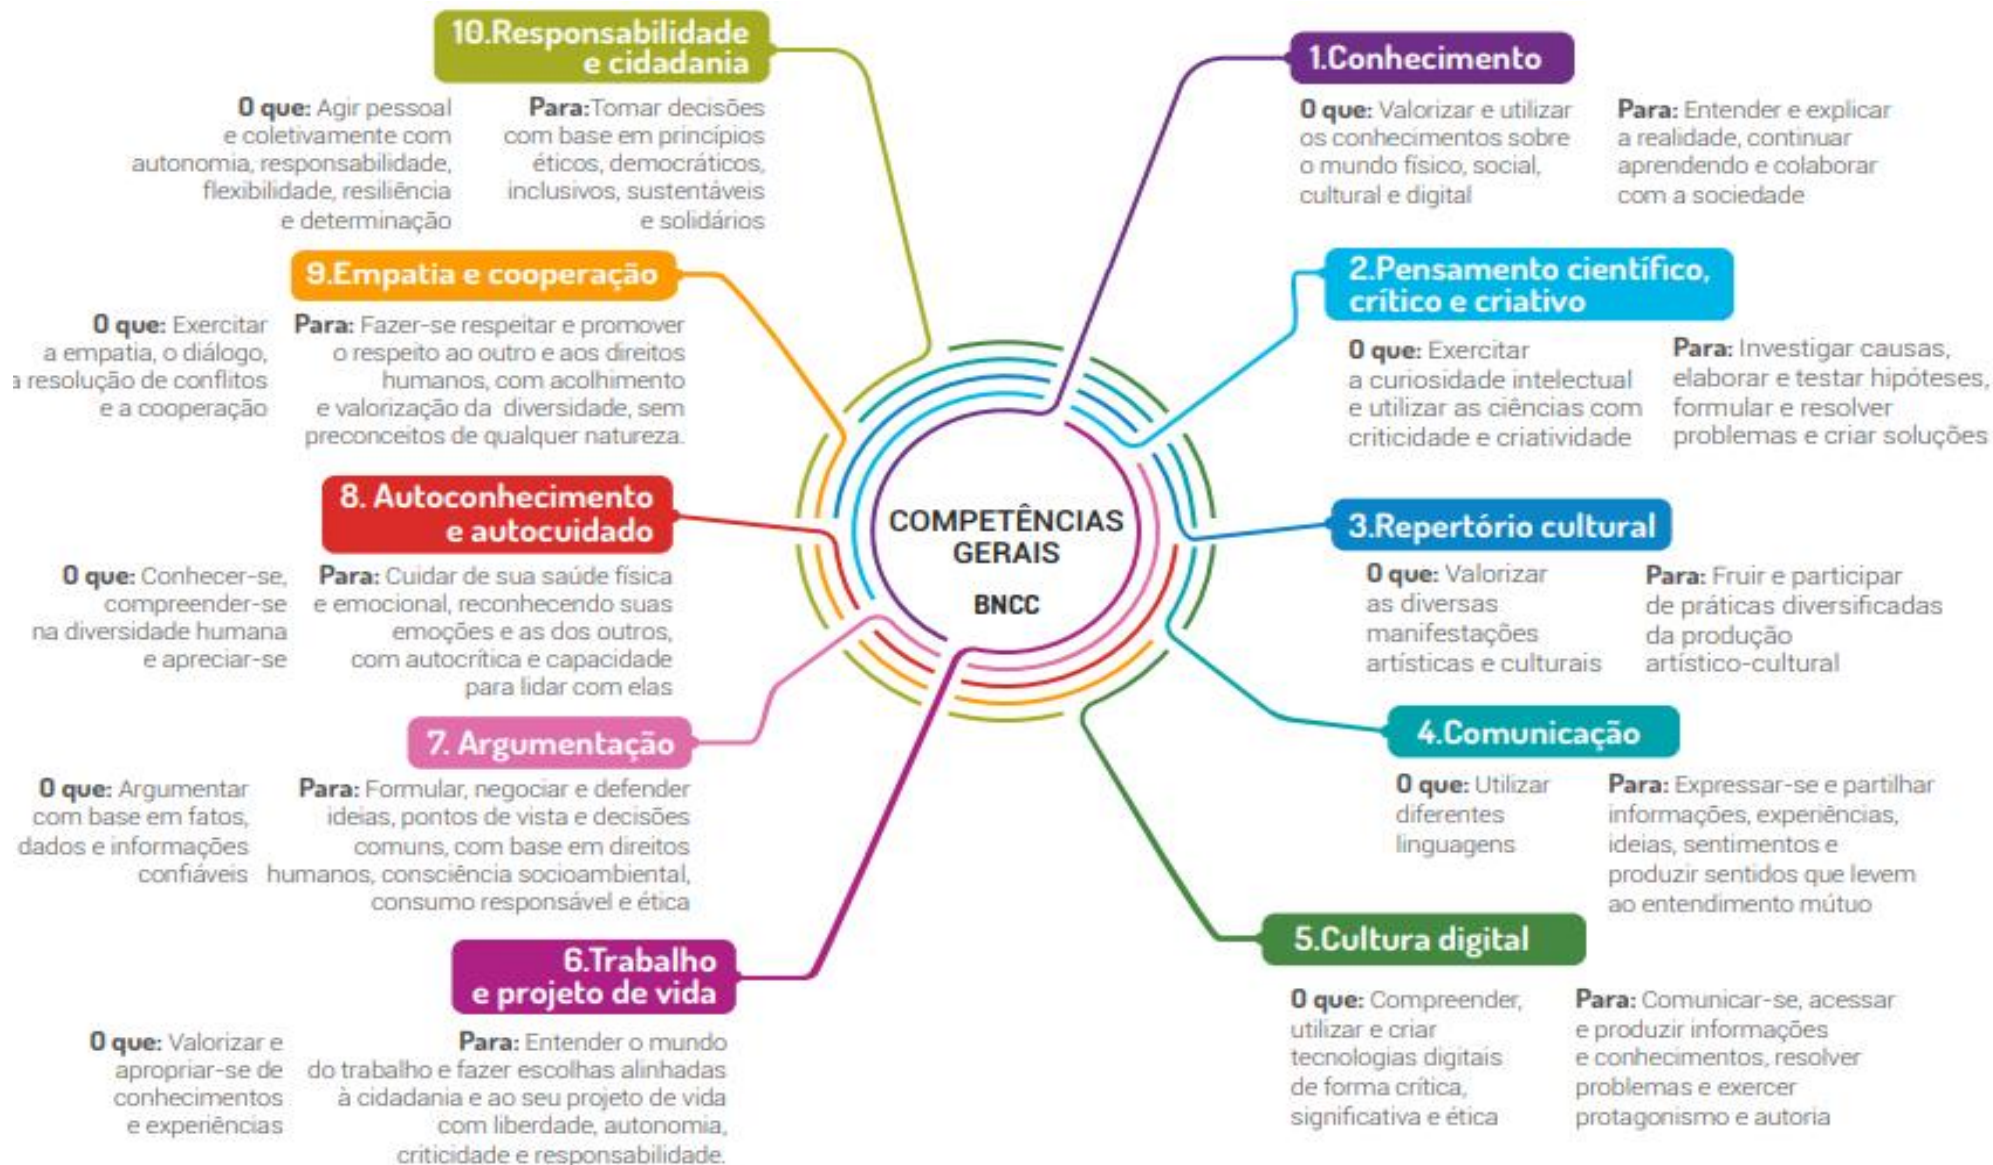 COMPETÊNCIAS
GERAIS
BNCC
1.Conhecimento
O que: Valorizar e utilizar
os conhecimentos sobre
o mundo físico, social,
cultural e digital
Para: Entender e explicar
a realidade, continuar
aprendendo e colaborar
com a sociedade
2.Pensamento científico,
crítico e criativo
O que: Exercitar
a curiosidade intelectual
e utilizar as ciências com
criticidade e criatividade
Para: Investigar causas,
elaborar e testar hipóteses,
formular e resolver
problemas e criar soluções
3.Repertório cultural
O que: Valorizar
as diversas
manifestações
artísticas e culturais
Para: Fruir e participar
de práticas diversificadas
da produção
artístico-cultural
4.Comunicação
O que: Utilizar
diferentes
linguagens
Para: Expressar-se e partilhar
informações, experiências,
ideias, sentimentos e
produzir sentidos que levem
ao entendimento mútuo
5.Cultura digital
O que: Compreender,
utilizar e criar
tecnologias digitais
de forma crítica,
significativa e ética
Para: Comunicar-se, acessar
e produzir informações
e conhecimentos, resolver
problemas e exercer
protagonismo e autoria
6.Trabalho
e projeto de vida
O que: Valorizar e
apropriar-se de
conhecimentos
e experiências
Para: Entender o mundo
do trabalho e fazer escolhas alinhadas
à cidadania e ao seu projeto de vida
com liberdade, autonomia,
criticidade e responsabilidade.
7. Argumentação
O que: Argumentar
com base em fatos,
dados e informações
confiáveis
Para: Formular, negociar e defender
ideias, pontos de vista e decisões
comuns, com base em direitos
humanos, consciência socioambiental,
consumo responsável e ética
8. Autoconhecimento
e autocuidado
O que: Conhecer-se,
compreender-se
na diversidade humana
e apreciar-se
Para: Cuidar de sua saúde física
e emocional, reconhecendo suas
emoções e as dos outros,
com autocrítica e capacidade
para lidar com elas
9.Empatia e cooperação
O que: Exercitar
a empatia, o diálogo,
a resolução de conflitos
e a cooperação
Para: Fazer-se respeitar e promover
o respeito ao outro e aos direitos
humanos, com acolhimento
e valorização da diversidade, sem
preconceitos de qualquer natureza.
10.Responsabilidade
e cidadania
O que: Agir pessoal
e coletivamente com
autonomia, responsabilidade,
flexibilidade, resiliência
e determinação
Para:Tomar decisões
com base em princípios
éticos, democráticos,
inclusivos, sustentáveis
e solidários